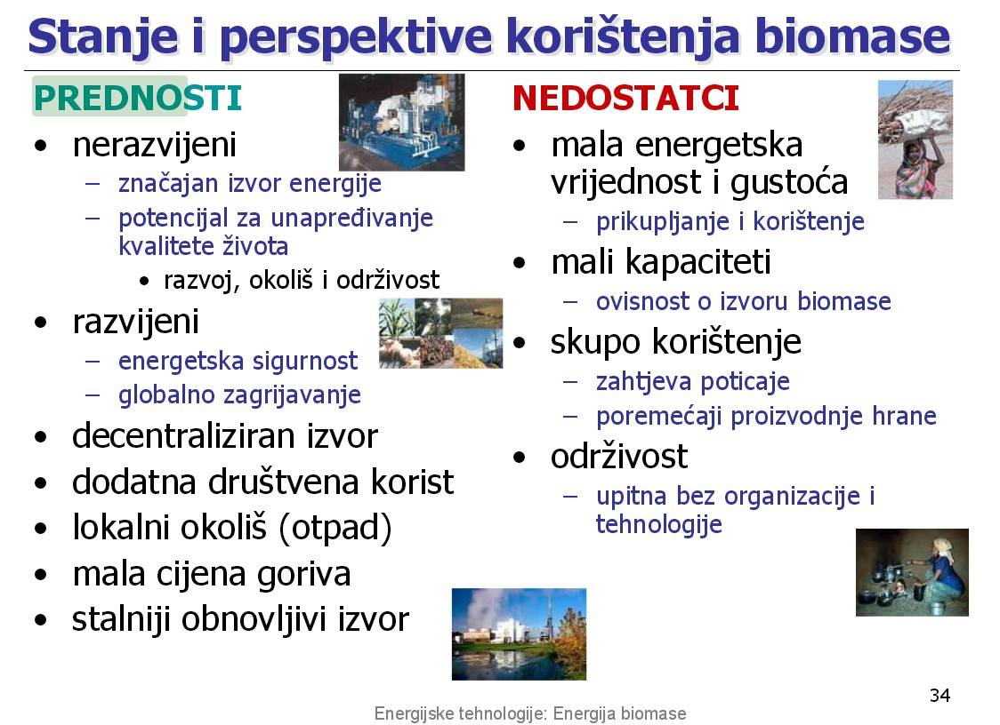 Stanje i perspektive korištenja biomase
PREDNOSTI
• nerazvijeni
– značajan izvor energije
– potencijal za unapređivanje
kvalitete života
• razvoj, okoliš i održivost
• razvijeni
– energetska sigurnost
– globalno zagrijavanje
• decentraliziran izvor
• dodatna društvena korist
• lokalni okoliš (otpad)
• mala cijena goriva
• stalniji obnovljivi izvor
NEDOSTATCI
• mala energetska
vrijednost i gustoća
– prikupljanje i korištenje
• mali kapaciteti
– ovisnost o izvoru biomase
• skupo korištenje
– zahtjeva poticaje
– poremećaji proizvodnje hrane
• održivost
– upitna bez organizacije i
tehnologije
34
Energijske tehnologije: Energija biomase